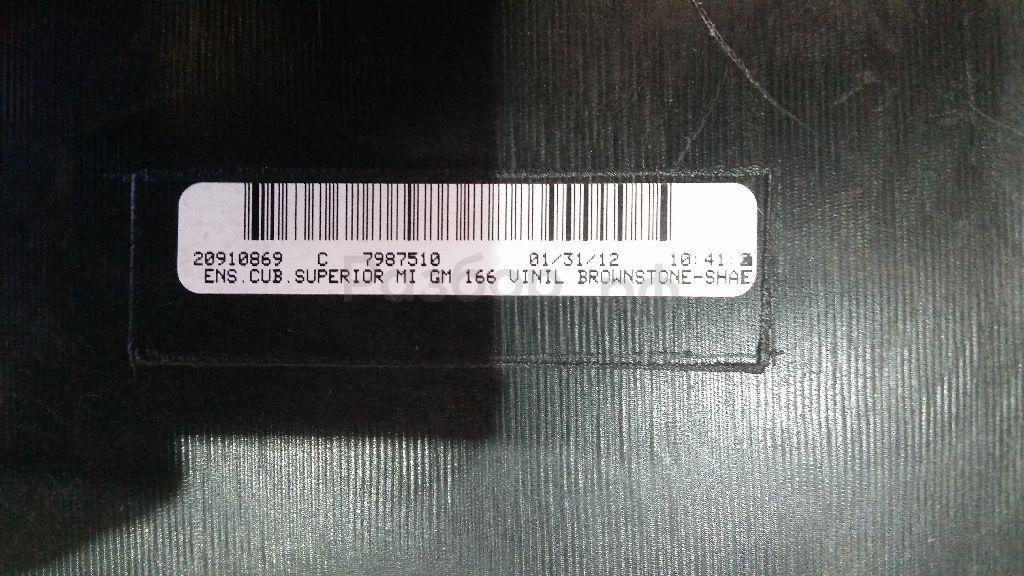 20910869 C 7987510 01/31/12 10:41:
ENS.CUB.SUPERIOR MI GM 166 VINIL BROWNSTONE-SHAE